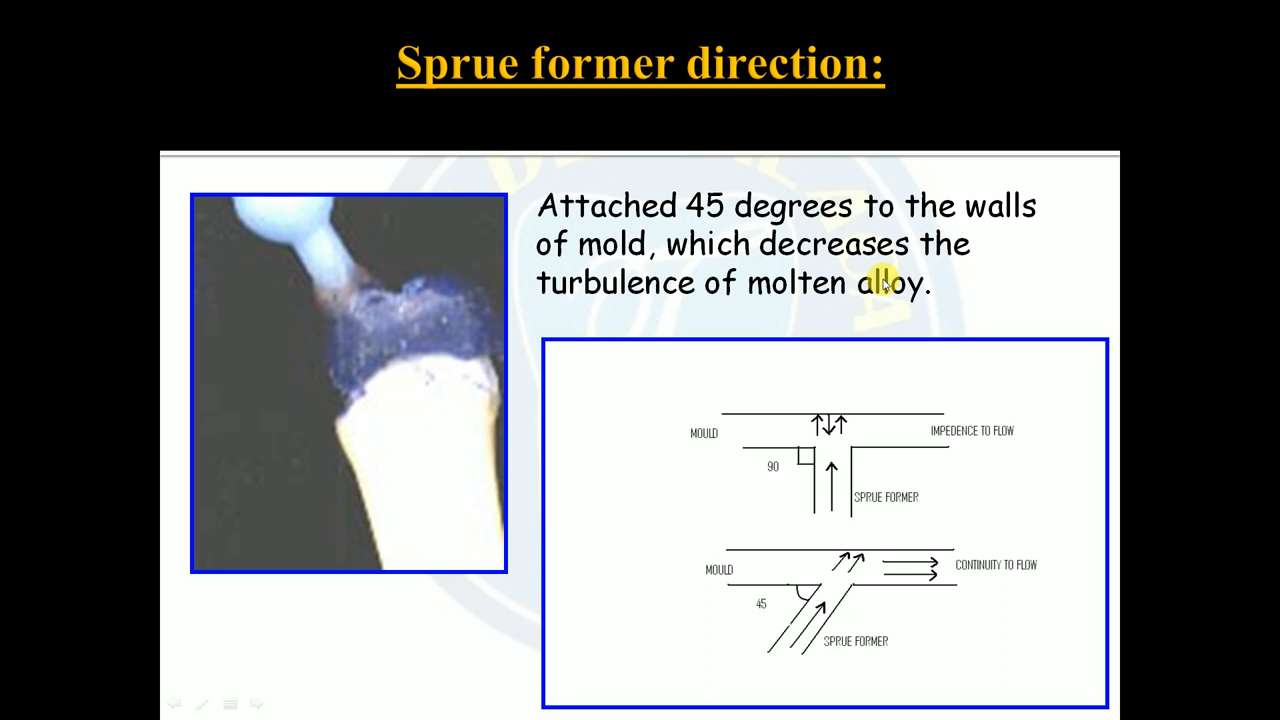 Sprue former direction:
Attached 45 degrees to the walls
of mold, which decreases the
turbulence of molten alloy.
MOULD
IMPEDENCE TO FLOW
90
SPRUE FORMER
MOULD
CONTINUITY TO FLOW
45
SPRUE FORMER